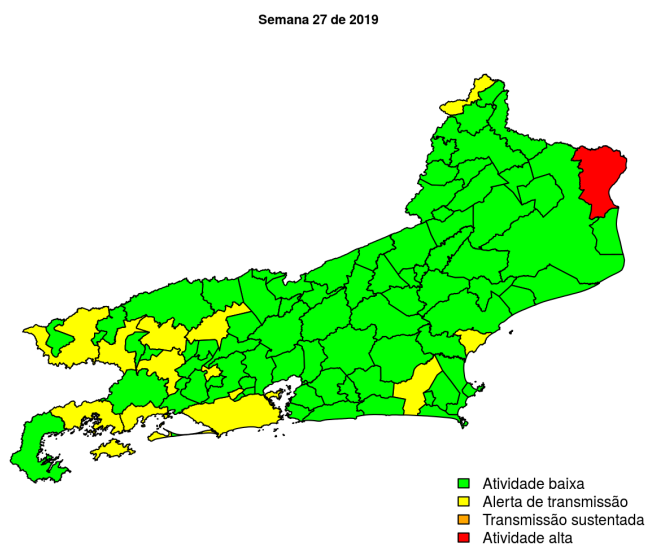 Semana 27 de 2019
Atividade baixa
Alerta de transmissão
Transmissão sustentada
Atividade alta